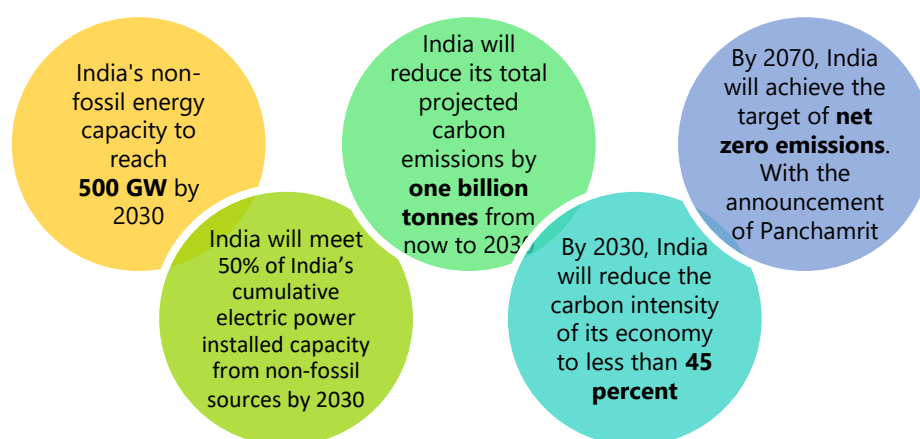 India's non-
fossil energy
capacity to
reach
500 GW by
2030
India will meet
50% of India’s
cumulative
electric power
installed capacity
from non-fossil
sources by 2030
India will
reduce its total
projected
carbon
emissions by
one billion
tonnes from
now to 2030
By 2030, India
will reduce the
carbon intensity
of its economy
to less than 45
percent
By 2070, India
will achieve the
target of net
zero emissions.
With the
announcement
of Panchamrit